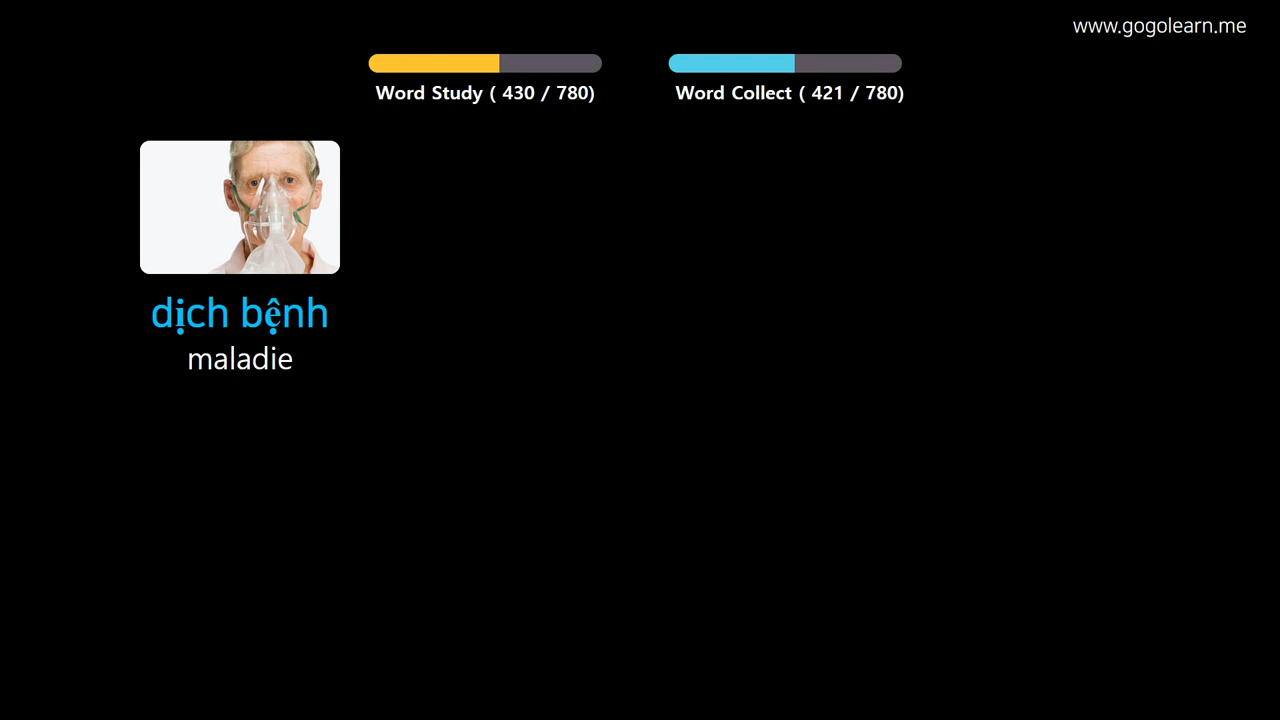 www.gogolearn.me
Word Study ( 430 / 780)
Word Collect ( 421 / 780)
dịch bệnh
maladie